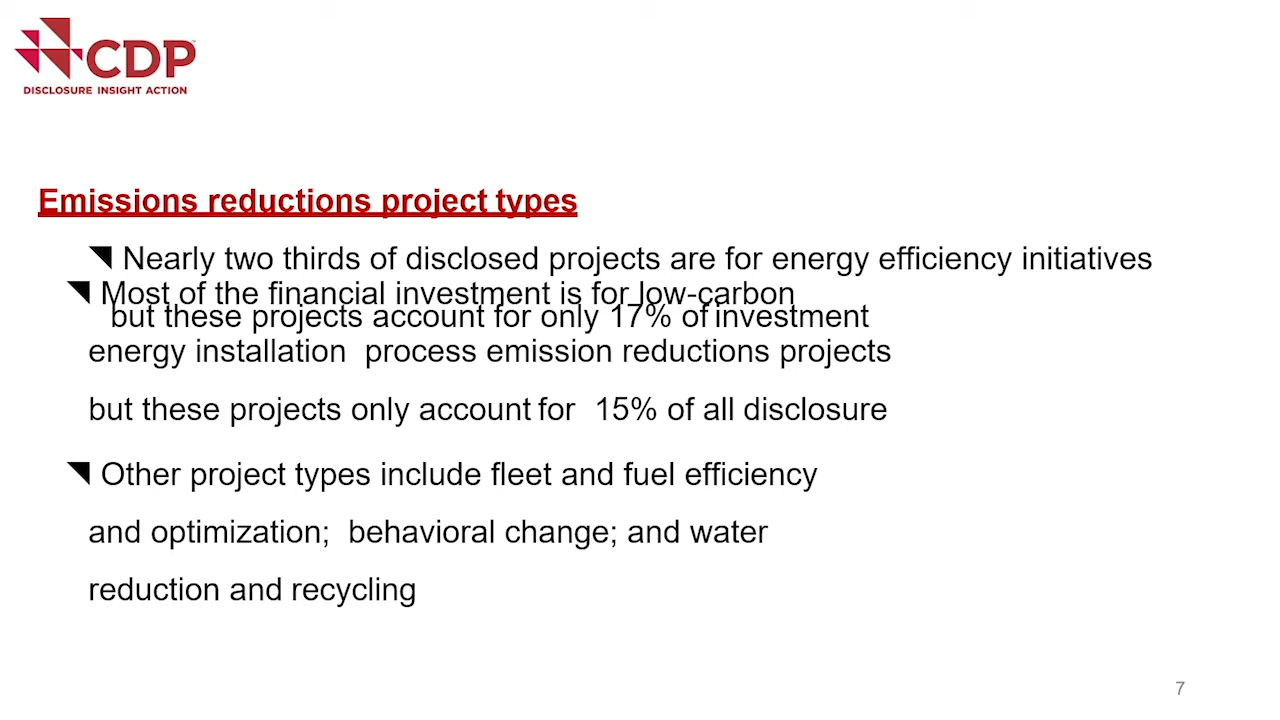 CDP
DISCLOSURE INSIGHT ACTION
Emissions reductions project types
Nearly two thirds of disclosed projects are for energy efficiency initiatives
but these projects account for only 17% of investment
Most of the financial investment is for low-carbon
energy installation process emission reductions projects
but these projects only account for 15% of all disclosure
Other project types include fleet and fuel efficiency
and optimization; behavioral change; and water
reduction and recycling
7